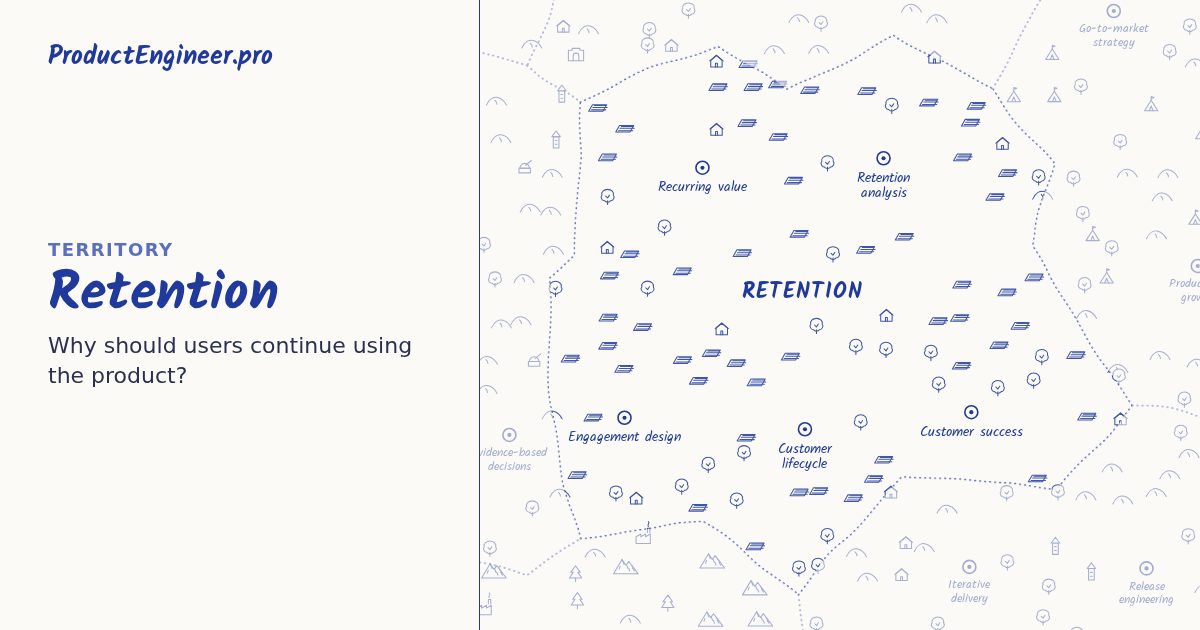 ProductEngineer.pro
TERRITORY
Retention
Why should users continue using
the product?
Go-to-market
strategy
Recurring value
Retention
analysis
RETENTION
Engagement design
Customer
lifecycle
Customer success
decisions
Iterative
delivery
Release
engineering